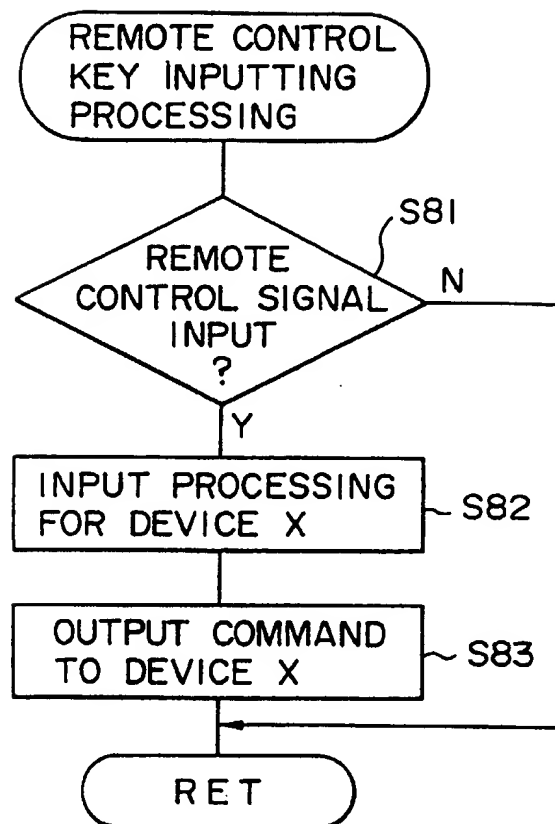 REMOTE CONTROL
KEY INPUTTING
PROCESSING
S81
REMOTE
CONTROL SIGNAL
INPUT
?
N
Y
INPUT PROCESSING
FOR DEVICE X
S82
OUTPUT COMMAND
TO DEVICE X
S83
RET